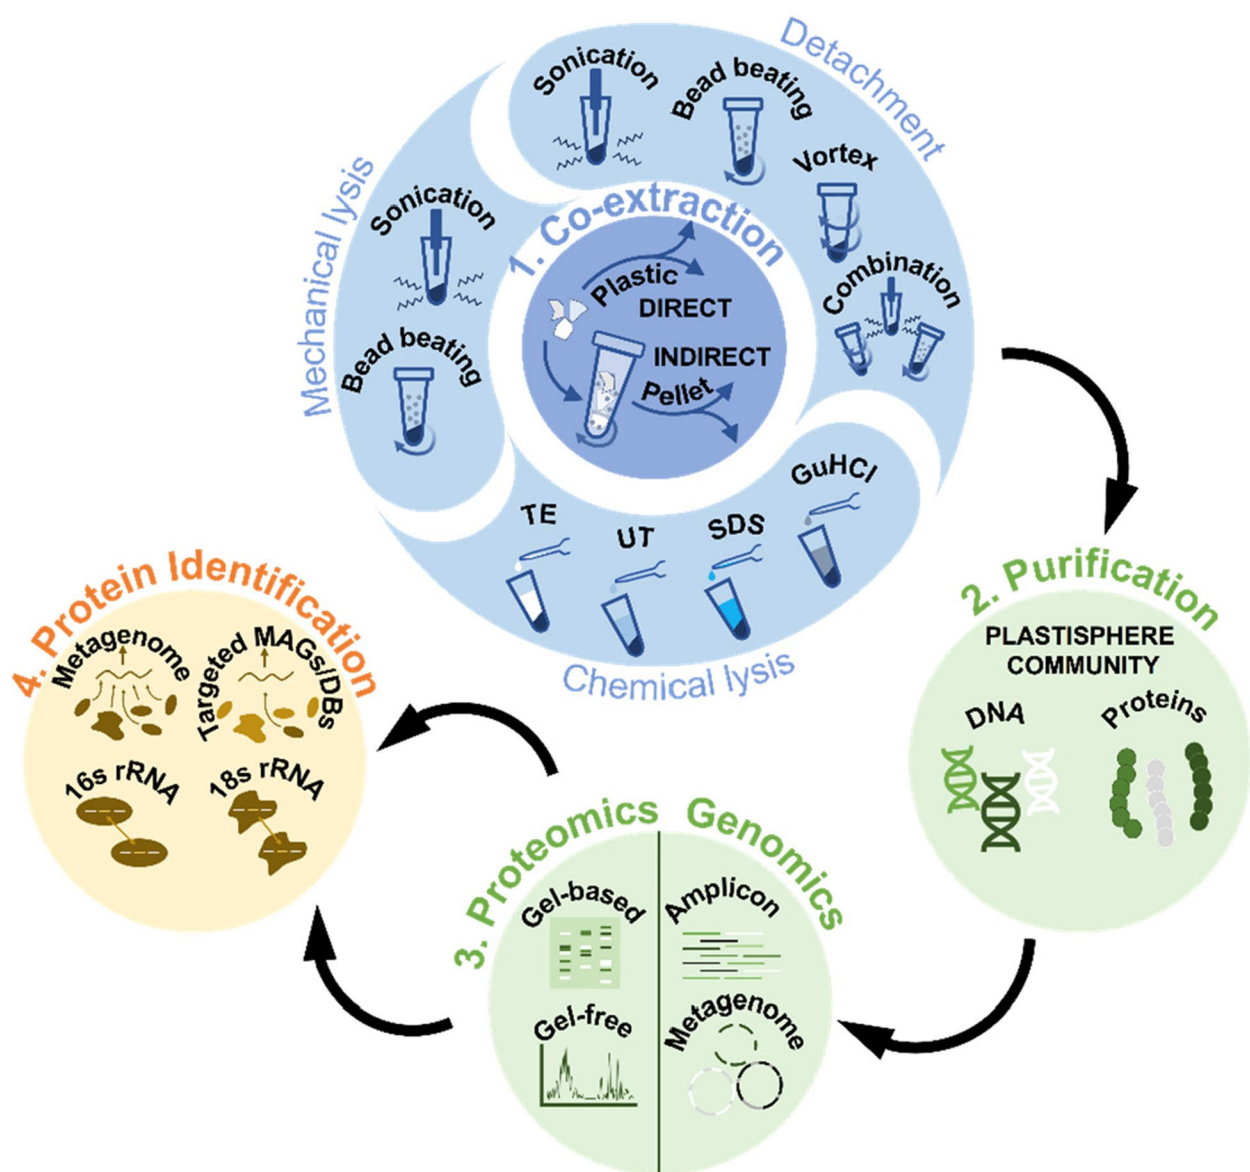 Detachment
Sonication
Bead beating
Vortex
Combination
Mechanical lysis
Sonication
Bead beating
1. Co-extraction
Plastic
DIRECT
INDIRECT
Pellet
TE
UT
SDS
GuHCl
Chemical lysis
2. Purification
PLASTISPHERE
COMMUNITY
DNA
Proteins
3. Proteomics
Genomics
Gel-based
Gel-free
Amplicon
Metagenome
4. Protein Identification
Metagenome
Targeted MAGs/DBs
16s rRNA
18s rRNA